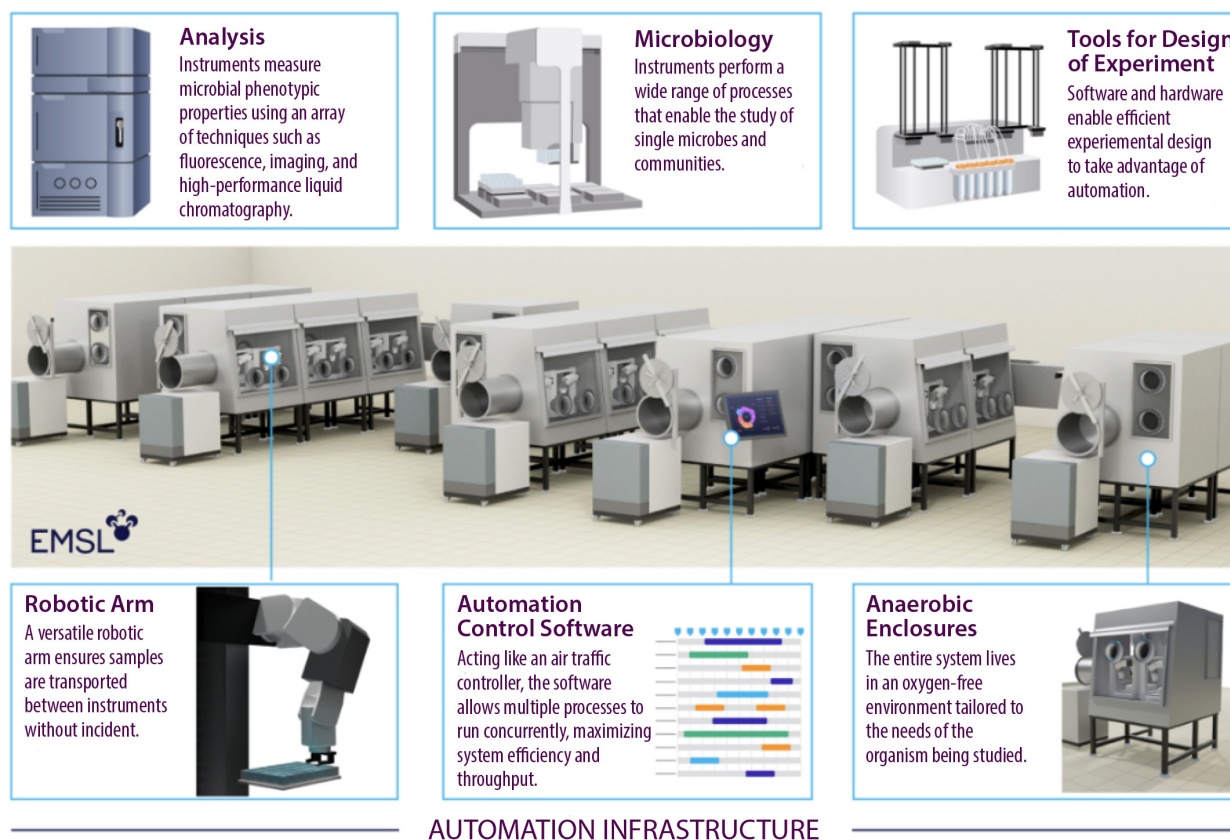 Analysis
Instruments measure
microbial phenotypic
properties using an array
of techniques such as
fluorescence, imaging, and
high-performance liquid
chromatography.
Microbiology
Instruments perform a
wide range of processes
that enable the study of
single microbes and
communities.
Tools for Design
of Experiment
Software and hardware
enable efficient
experiemental design
to take advantage of
automation.
EMSL
Robotic Arm
A versatile robotic
arm ensures samples
are transported
between instruments
without incident.
Automation
Control Software
Acting like an air traffic
controller, the software
allows multiple processes to
run concurrently, maximizing
system efficiency and
throughput.
Anaerobic
Enclosures
The entire system lives
in an oxygen-free
environment tailored to
the needs of the
organism being studied.
AUTOMATION INFRASTRUCTURE